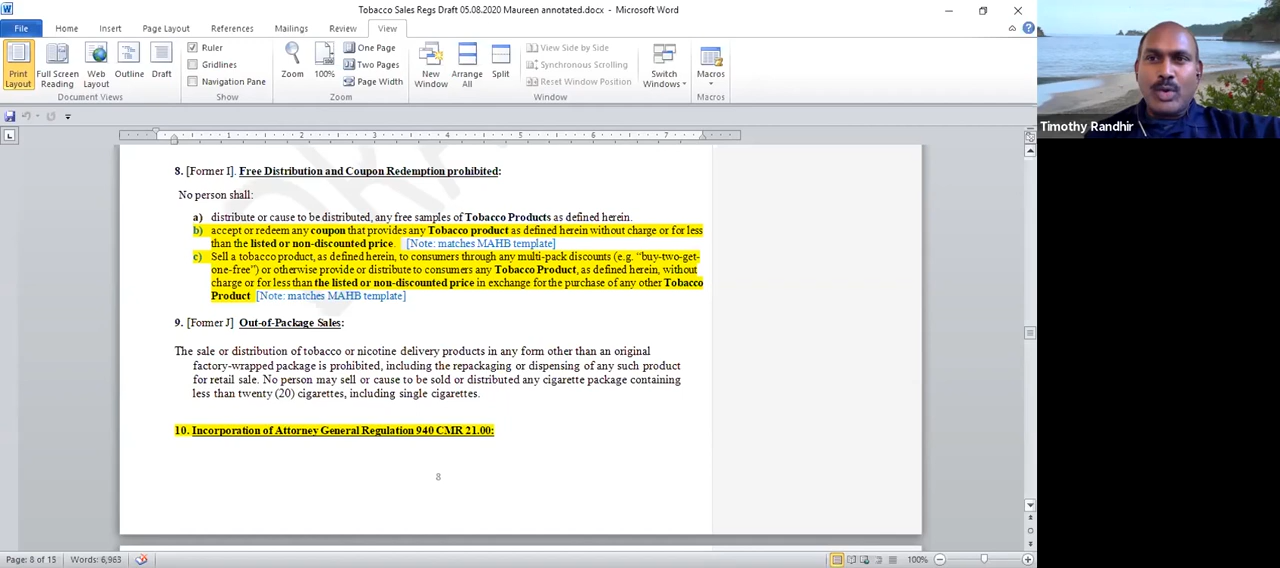 Tobacco Sales Regs Draft 05.08.2020 Maureen annotated.docx - Microsoft Word
File Home Insert Page Layout References Mailings Review View
Print Layout
Full Screen Reading
Web Layout
Outline
Draft
Document Views
Ruler
Gridlines
Navigation Pane
Show
Zoom
100%
One Page
Two Pages
Page Width
Zoom
New Window
Arrange All
Split
View Side by Side
Synchronous Scrolling
Reset Window Position
Window
Switch Windows
Macros
Macros
Timothy Randhir
1 2 3 4 5 6 7
DRAFT
8. [Former I]. Free Distribution and Coupon Redemption prohibited:
No person shall:
a) distribute or cause to be distributed, any free samples of Tobacco Products as defined herein.
b) accept or redeem any coupon that provides any Tobacco product as defined herein without charge or for less
than the listed or non-discounted price. [Note: matches MAHB template]
c) Sell a tobacco product, as defined herein, to consumers through any multi-pack discounts (e.g. “buy-two-get-
one-free”) or otherwise provide or distribute to consumers any Tobacco Product, as defined herein, without
charge or for less than the listed or non-discounted price in exchange for the purchase of any other Tobacco
Product [Note: matches MAHB template]
9. [Former J] Out-of-Package Sales:
The sale or distribution of tobacco or nicotine delivery products in any form other than an original
factory-wrapped package is prohibited, including the repackaging or dispensing of any such product
for retail sale. No person may sell or cause to be sold or distributed any cigarette package containing
less than twenty (20) cigarettes, including single cigarettes.
10. Incorporation of Attorney General Regulation 940 CMR 21.00:
8
Page: 8 of 15 Words: 6,963 100%